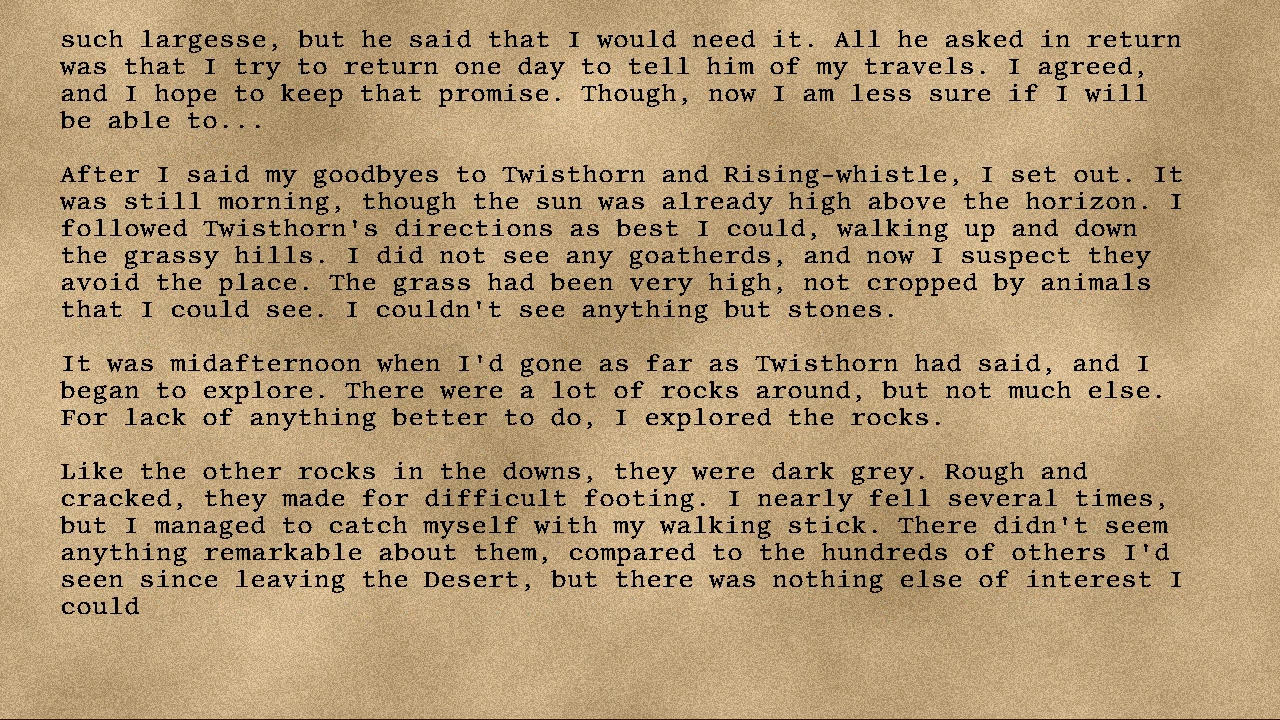 such largesse, but he said that I would need it. All he asked in return
was that I try to return one day to tell him of my travels. I agreed,
and I hope to keep that promise. Though, now I am less sure if I will
be able to...
After I said my goodbyes to Twisthorn and Rising-whistle, I set out. It
was still morning, though the sun was already high above the horizon. I
followed Twisthorn's directions as best I could, walking up and down
the grassy hills. I did not see any goatherds, and now I suspect they
avoid the place. The grass had been very high, not cropped by animals
that I could see. I couldn't see anything but stones.
It was midafternoon when I'd gone as far as Twisthorn had said, and I
began to explore. There were a lot of rocks around, but not much else.
For lack of anything better to do, I explored the rocks.
Like the other rocks in the downs, they were dark grey. Rough and
cracked, they made for difficult footing. I nearly fell several times,
but I managed to catch myself with my walking stick. There didn't seem
anything remarkable about them, compared to the hundreds of others I'd
seen since leaving the Desert, but there was nothing else of interest I
could